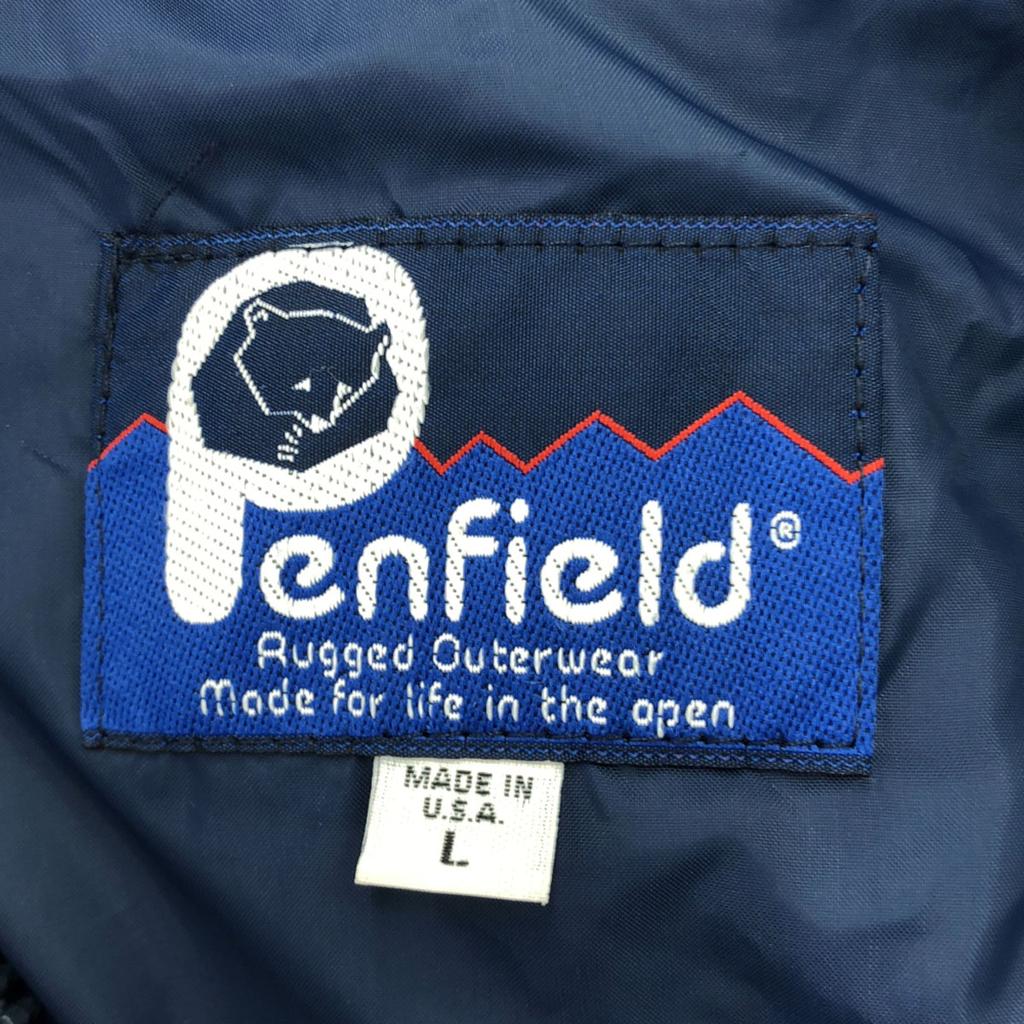 Penfield®
Rugged Outerwear
Made for life in the open
MADE IN
U.S.A.
L